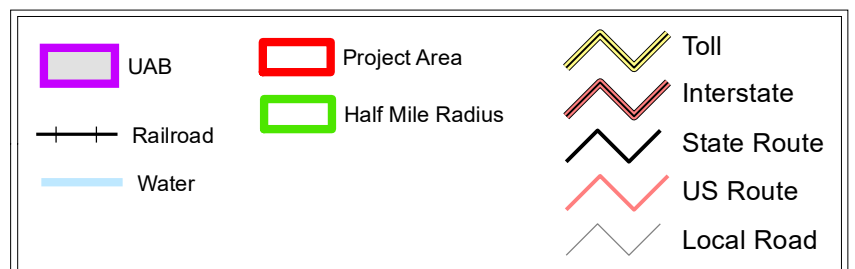 UAB
Railroad
Water
Project Area
Half Mile Radius
Toll
Interstate
State Route
US Route
Local Road